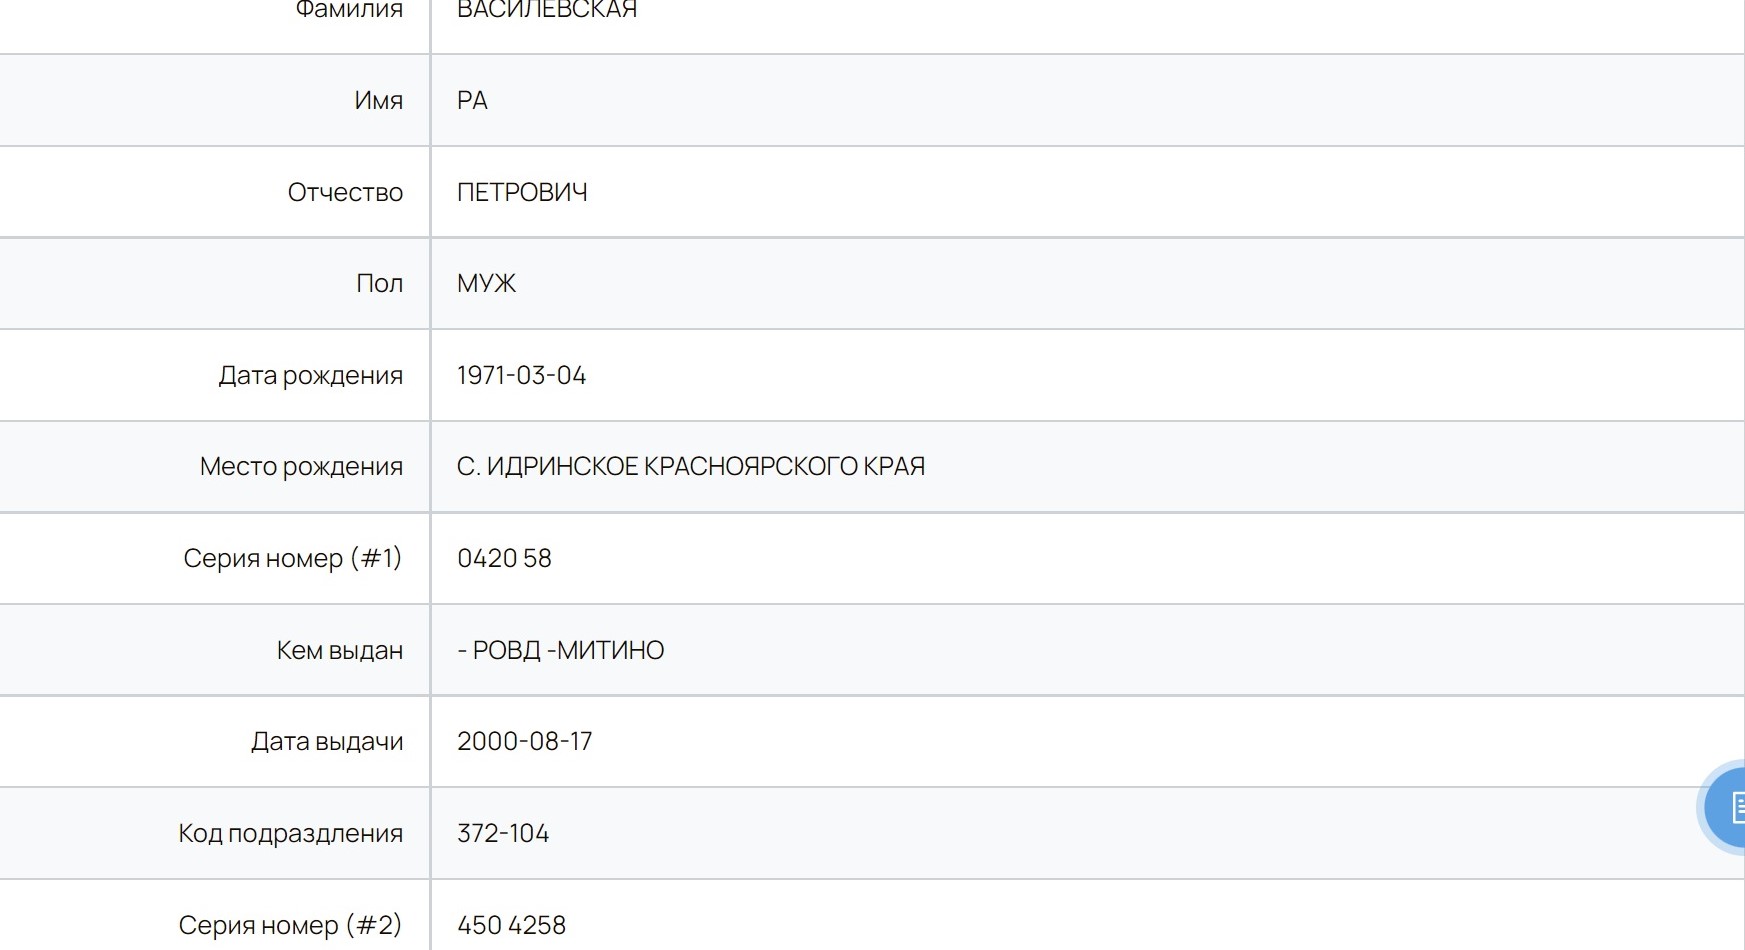 Фамилия ВАСИЛЕВСКАЯ
Имя РА
Отчество ПЕТРОВИЧ
Пол МУЖ
Дата рождения 1971-03-04
Место рождения С. ИДРИНСКОЕ КРАСНОЯРСКОГО КРАЯ
Серия номер (#1) 0420 58
Кем выдан - РОВД -МИТИНО
Дата выдачи 2000-08-17
Код подраздления 372-104
Серия номер (#2) 450 4258